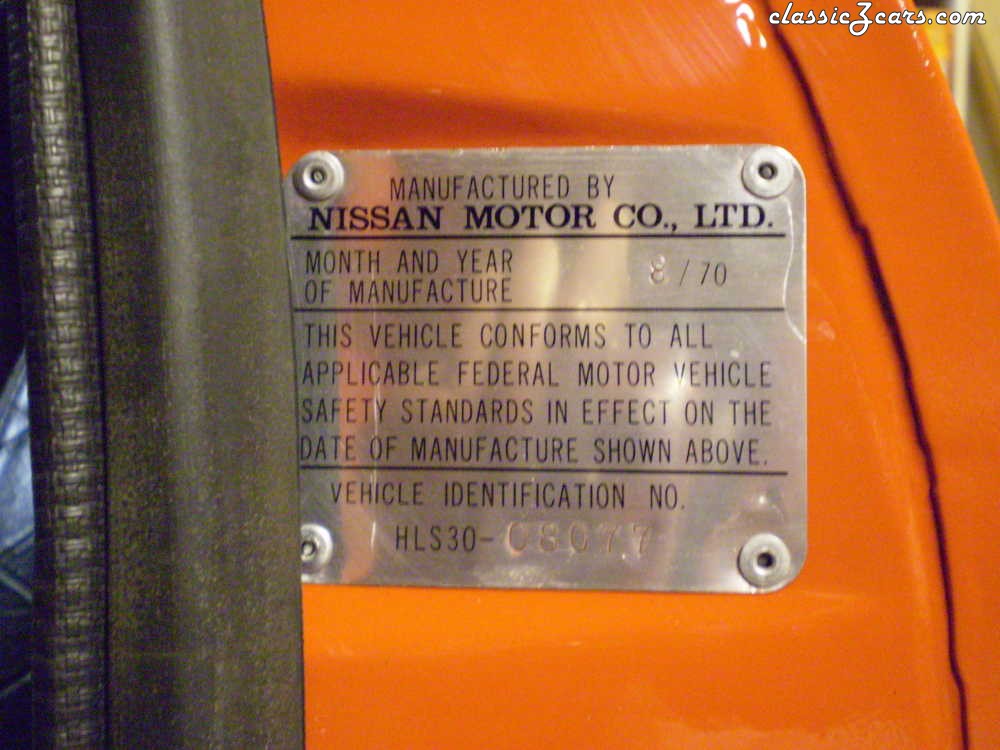 classicZcars.com
MANUFACTURED BY
NISSAN MOTOR CO., LTD.
MONTH AND YEAR
OF MANUFACTURE
8/70
THIS VEHICLE CONFORMS TO ALL
APPLICABLE FEDERAL MOTOR VEHICLE
SAFETY STANDARDS IN EFFECT ON THE
DATE OF MANUFACTURE SHOWN ABOVE.
VEHICLE IDENTIFICATION NO.
HLS30-08077